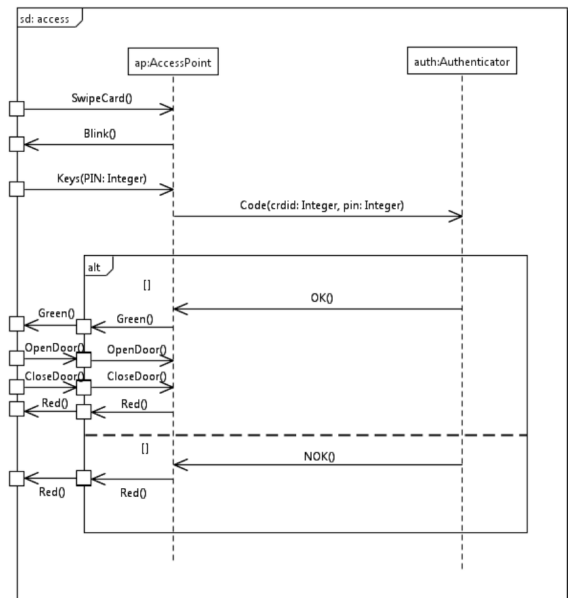 sd: access
ap:AccessPoint
auth:Authenticator
SwipeCard()
Blink()
Keys(PIN: Integer)
Code(crdid: Integer, pin: Integer)
alt
[]
OK()
Green()
Green()
OpenDoor()
OpenDoor()
CloseDoor()
CloseDoor()
Red()
Red()
[]
NOK()
Red()
Red()